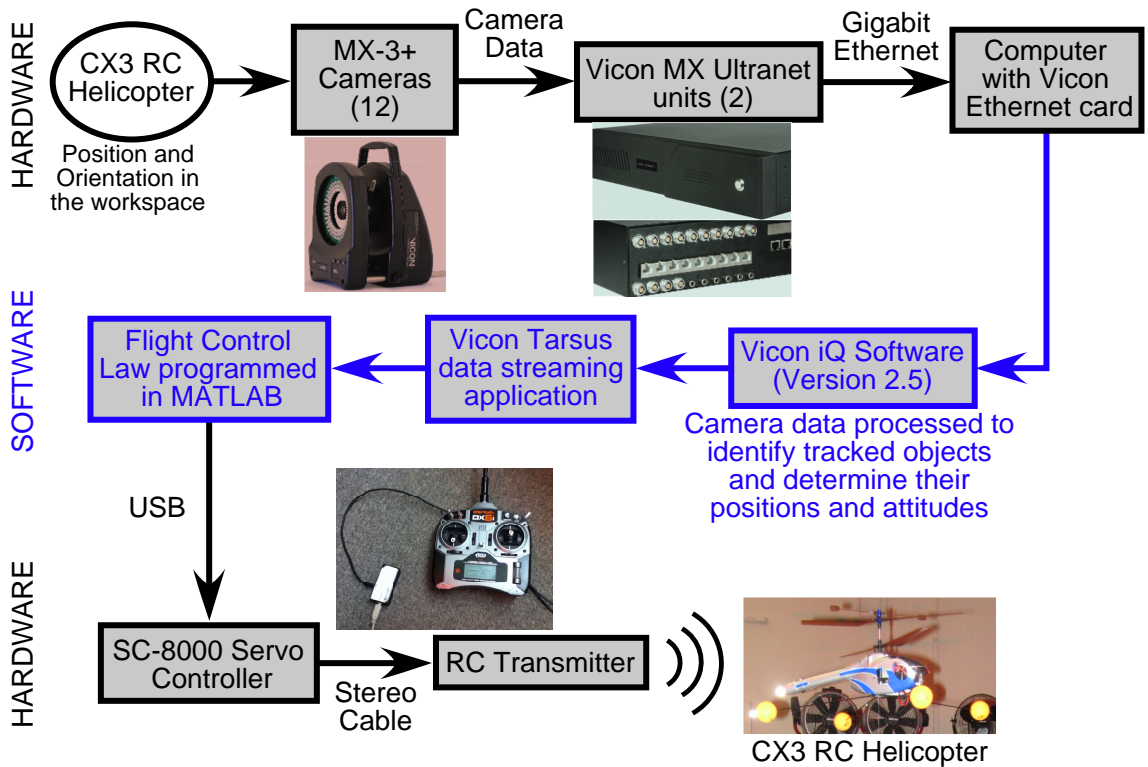 HARDWARE
CX3 RC
Helicopter
Position and
Orientation in
the workspace
MX-3+
Cameras
(12)
Camera
Data
Vicon MX Ultranet
units (2)
Gigabit
Ethernet
Computer
with Vicon
Ethernet card
VICON
SOFTWARE
Flight Control
Law programmed
in MATLAB
Vicon Tarsus
data streaming
application
Vicon iQ Software
(Version 2.5)
Camera data processed to
identify tracked objects
and determine their
positions and attitudes
USB
HARDWARE
SC-8000 Servo
Controller
Stereo
Cable
DX6i
RC Transmitter
CX3 RC Helicopter